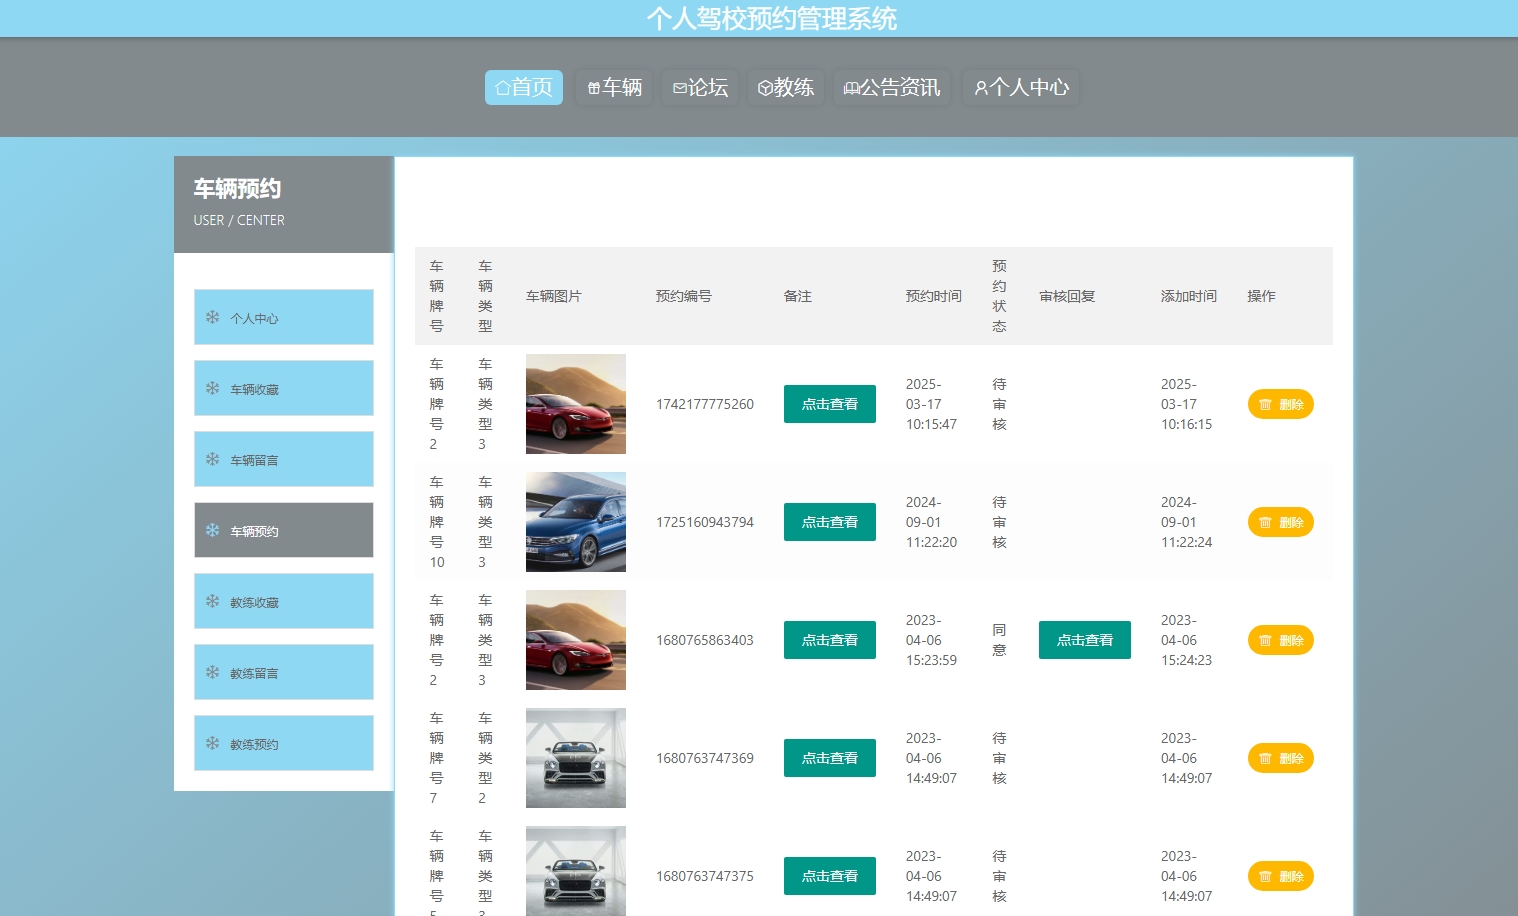 个人驾校预约管理系统
首页 车辆 论坛 教练 公告资讯 个人中心
车辆预约
USER / CENTER
个人中心
车辆收藏
车辆留言
车辆预约
教练收藏
教练留言
教练预约
车辆牌号 车辆类型 车辆图片 预约编号 备注 预约时间 预约状态 审核回复 添加时间 操作
车辆牌号2 车辆类型3 1742177775260 点击查看 2025-03-17 10:15:47 待审核 2025-03-17 10:16:15 删除
车辆牌号10 车辆类型3 1725160943794 点击查看 2024-09-01 11:22:20 待审核 2024-09-01 11:22:24 删除
车辆牌号2 车辆类型3 1680765863403 点击查看 2023-04-06 15:23:59 同意 点击查看 2023-04-06 15:24:23 删除
车辆牌号7 车辆类型2 1680763747369 点击查看 2023-04-06 14:49:07 待审核 2023-04-06 14:49:07 删除
车辆牌号 车辆类型 1680763747375 点击查看 2023-04-06 14:49:07 待审核 2023-04-06 14:49:07 删除